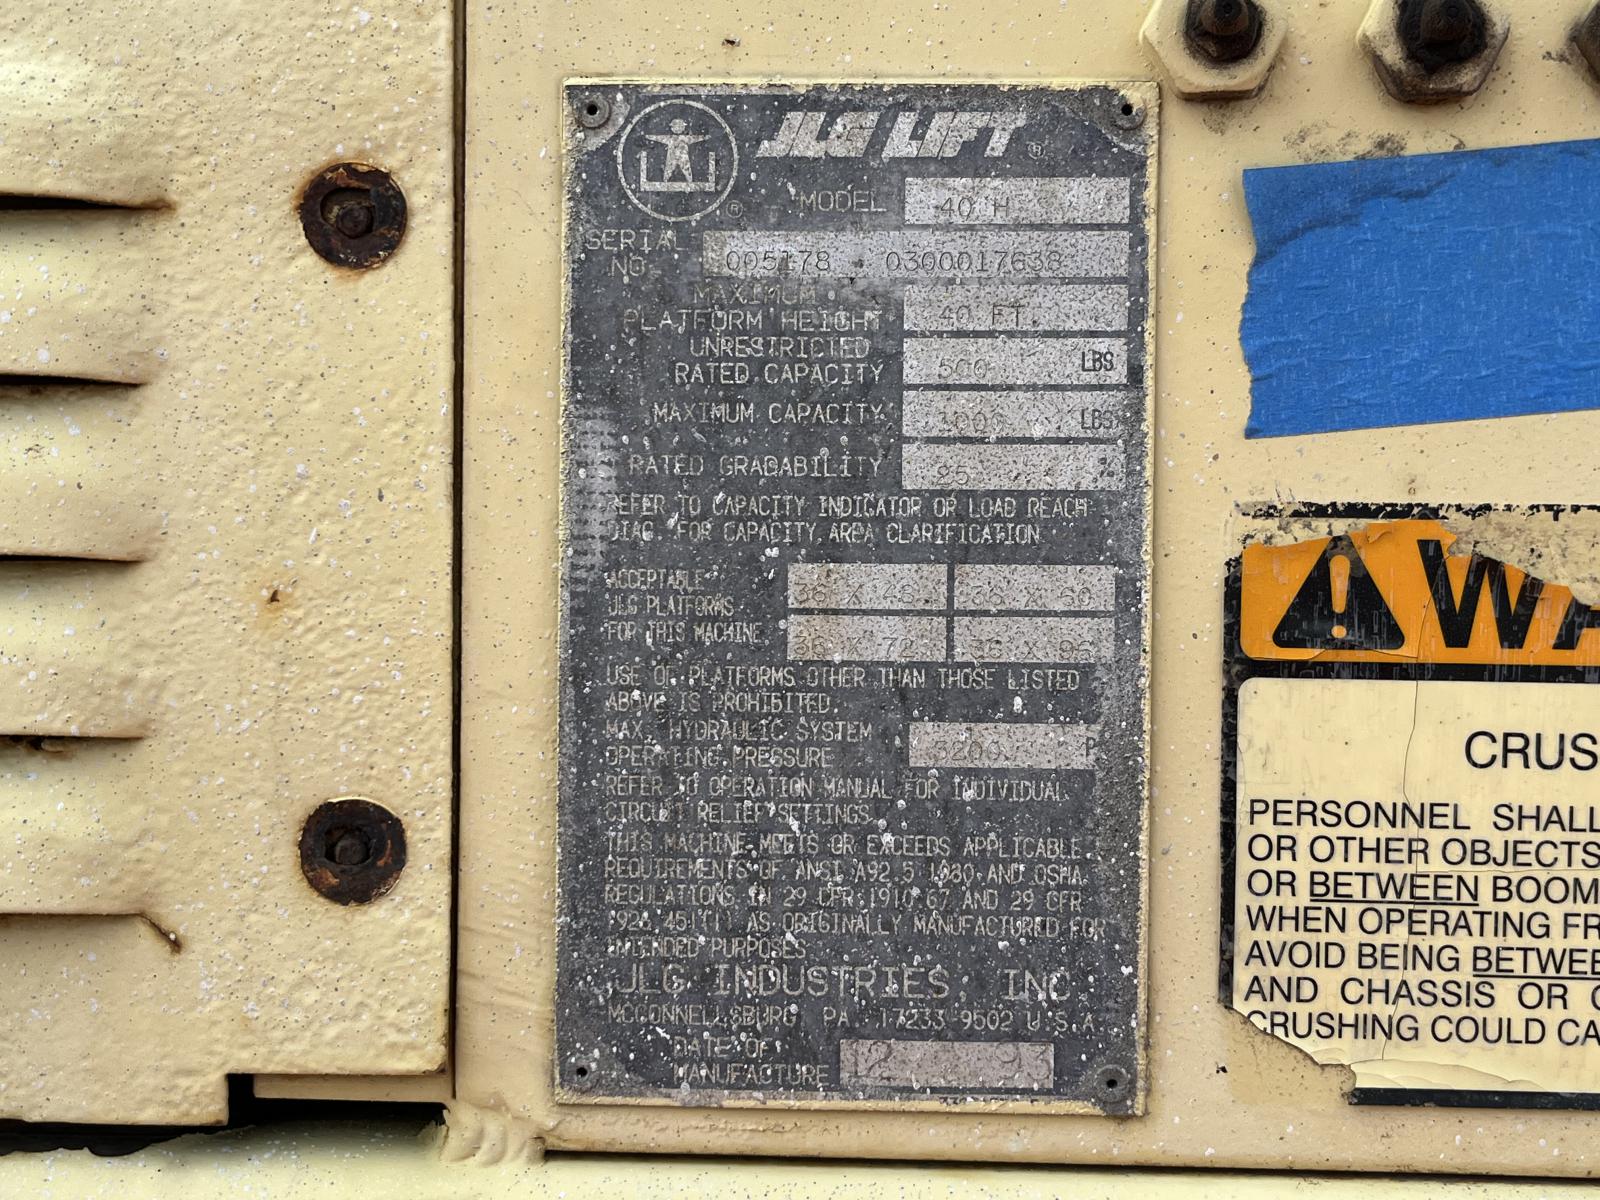 JLG LIFT ®
®
MODEL 40 H
SERIAL NO. 005178 0300017638
MAXIMUM
PLATFORM HEIGHT 40 FT.
UNRESTRICTED
RATED CAPACITY 500 LBS
MAXIMUM CAPACITY 1000 LBS
RATED GRADABILITY 25 %
REFER TO CAPACITY INDICATOR OR LOAD REACH
DIAG. FOR CAPACITY AREA CLARIFICATION
ACCEPTABLE
JLG PLATFORMS
FOR THIS MACHINE
36 X 48 36 X 60
36 X 72 36 X 96
USE OF PLATFORMS OTHER THAN THOSE LISTED
ABOVE IS PROHIBITED.
MAX. HYDRAULIC SYSTEM
OPERATING PRESSURE 3200 P
REFER TO OPERATION MANUAL FOR INDIVIDUAL
CIRCUIT RELIEF SETTINGS.
THIS MACHINE MEETS OR EXCEEDS APPLICABLE
REQUIREMENTS OF ANSI A92.5 1980 AND OSHA
REGULATIONS IN 29 CFR 1910.67 AND 29 CFR
1926.451(f) AS ORIGINALLY MANUFACTURED FOR
INTENDED PURPOSES
JLG INDUSTRIES, INC
MCCONNELLSBURG PA. 17233-9502 U.S.A.
DATE OF
MANUFACTURE 12 93
WA
CRUS
PERSONNEL SHALL
OR OTHER OBJECTS
OR BETWEEN BOOM
WHEN OPERATING FR
AVOID BEING BETWEE
AND CHASSIS OR
CRUSHING COULD CA